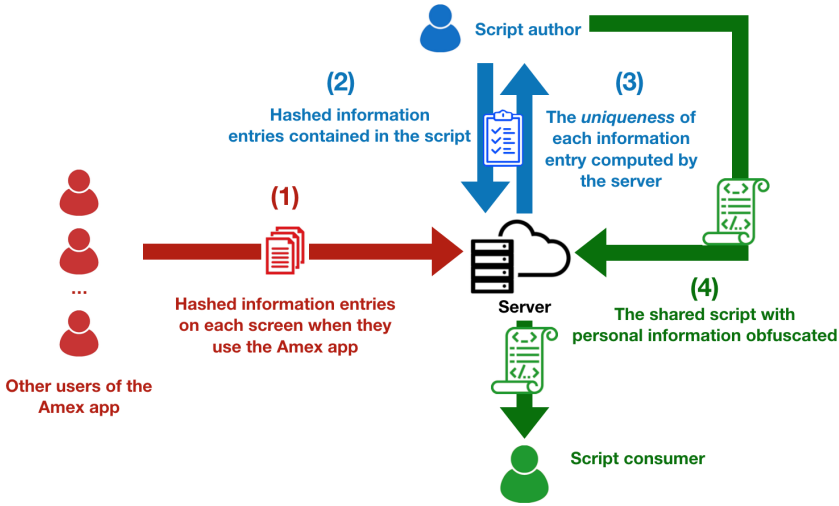 Script author
(2)
Hashed information
entries contained in the script
(3)
The uniqueness of
each information
entry computed by
the server
(1)
Hashed information entries
on each screen when they
use the Amex app
...
Other users of the
Amex app
Server
(4)
The shared script with
personal information obfuscated
Script consumer